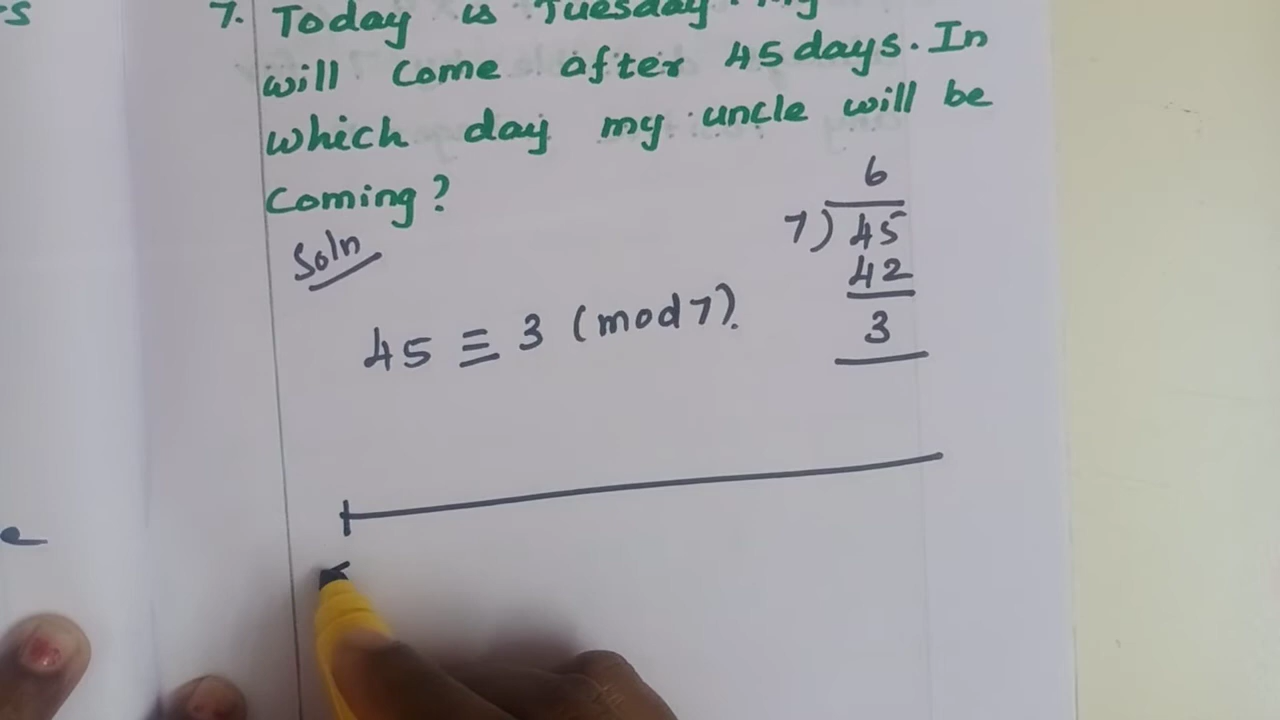 7. Today is Tuesday. My
will come after 45 days. In
which day my uncle will be
coming?
Soln
6
7) 45
42
3
45 ≡ 3 (mod 7).